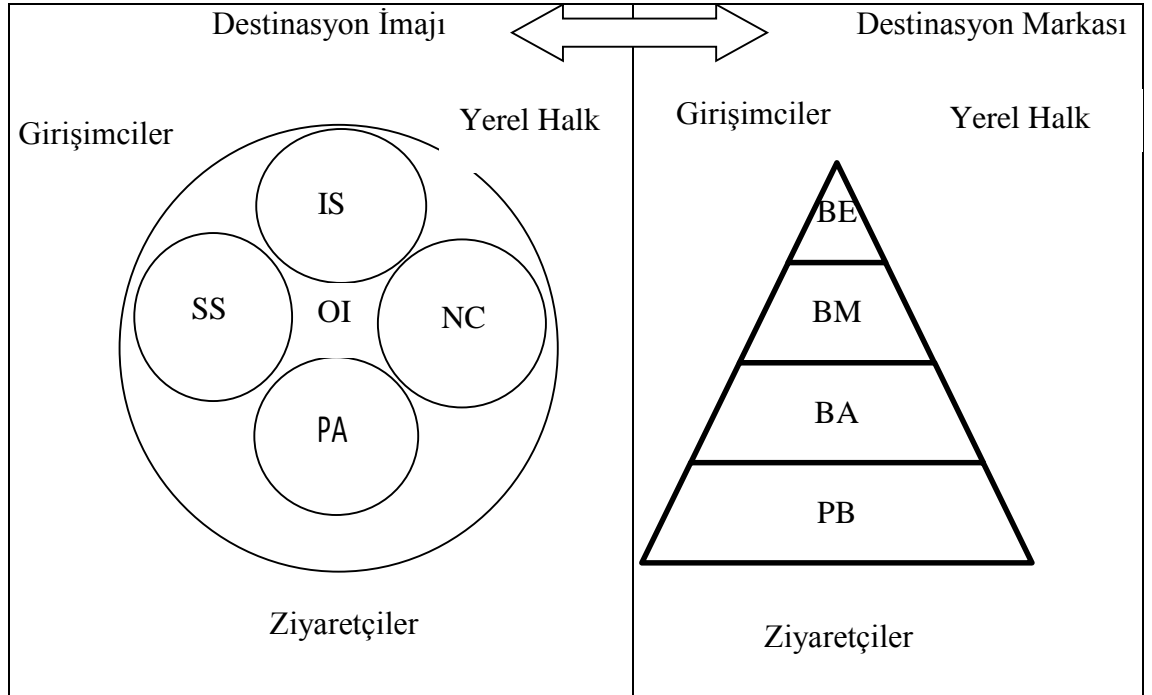 Destinasyon İmajı
Destinasyon Markası
Girişimciler
Yerel Halk
IS
SS
OI
NC
PA
Ziyaretçiler
Girişimciler
Yerel Halk
BE
BM
BA
PB
Ziyaretçiler